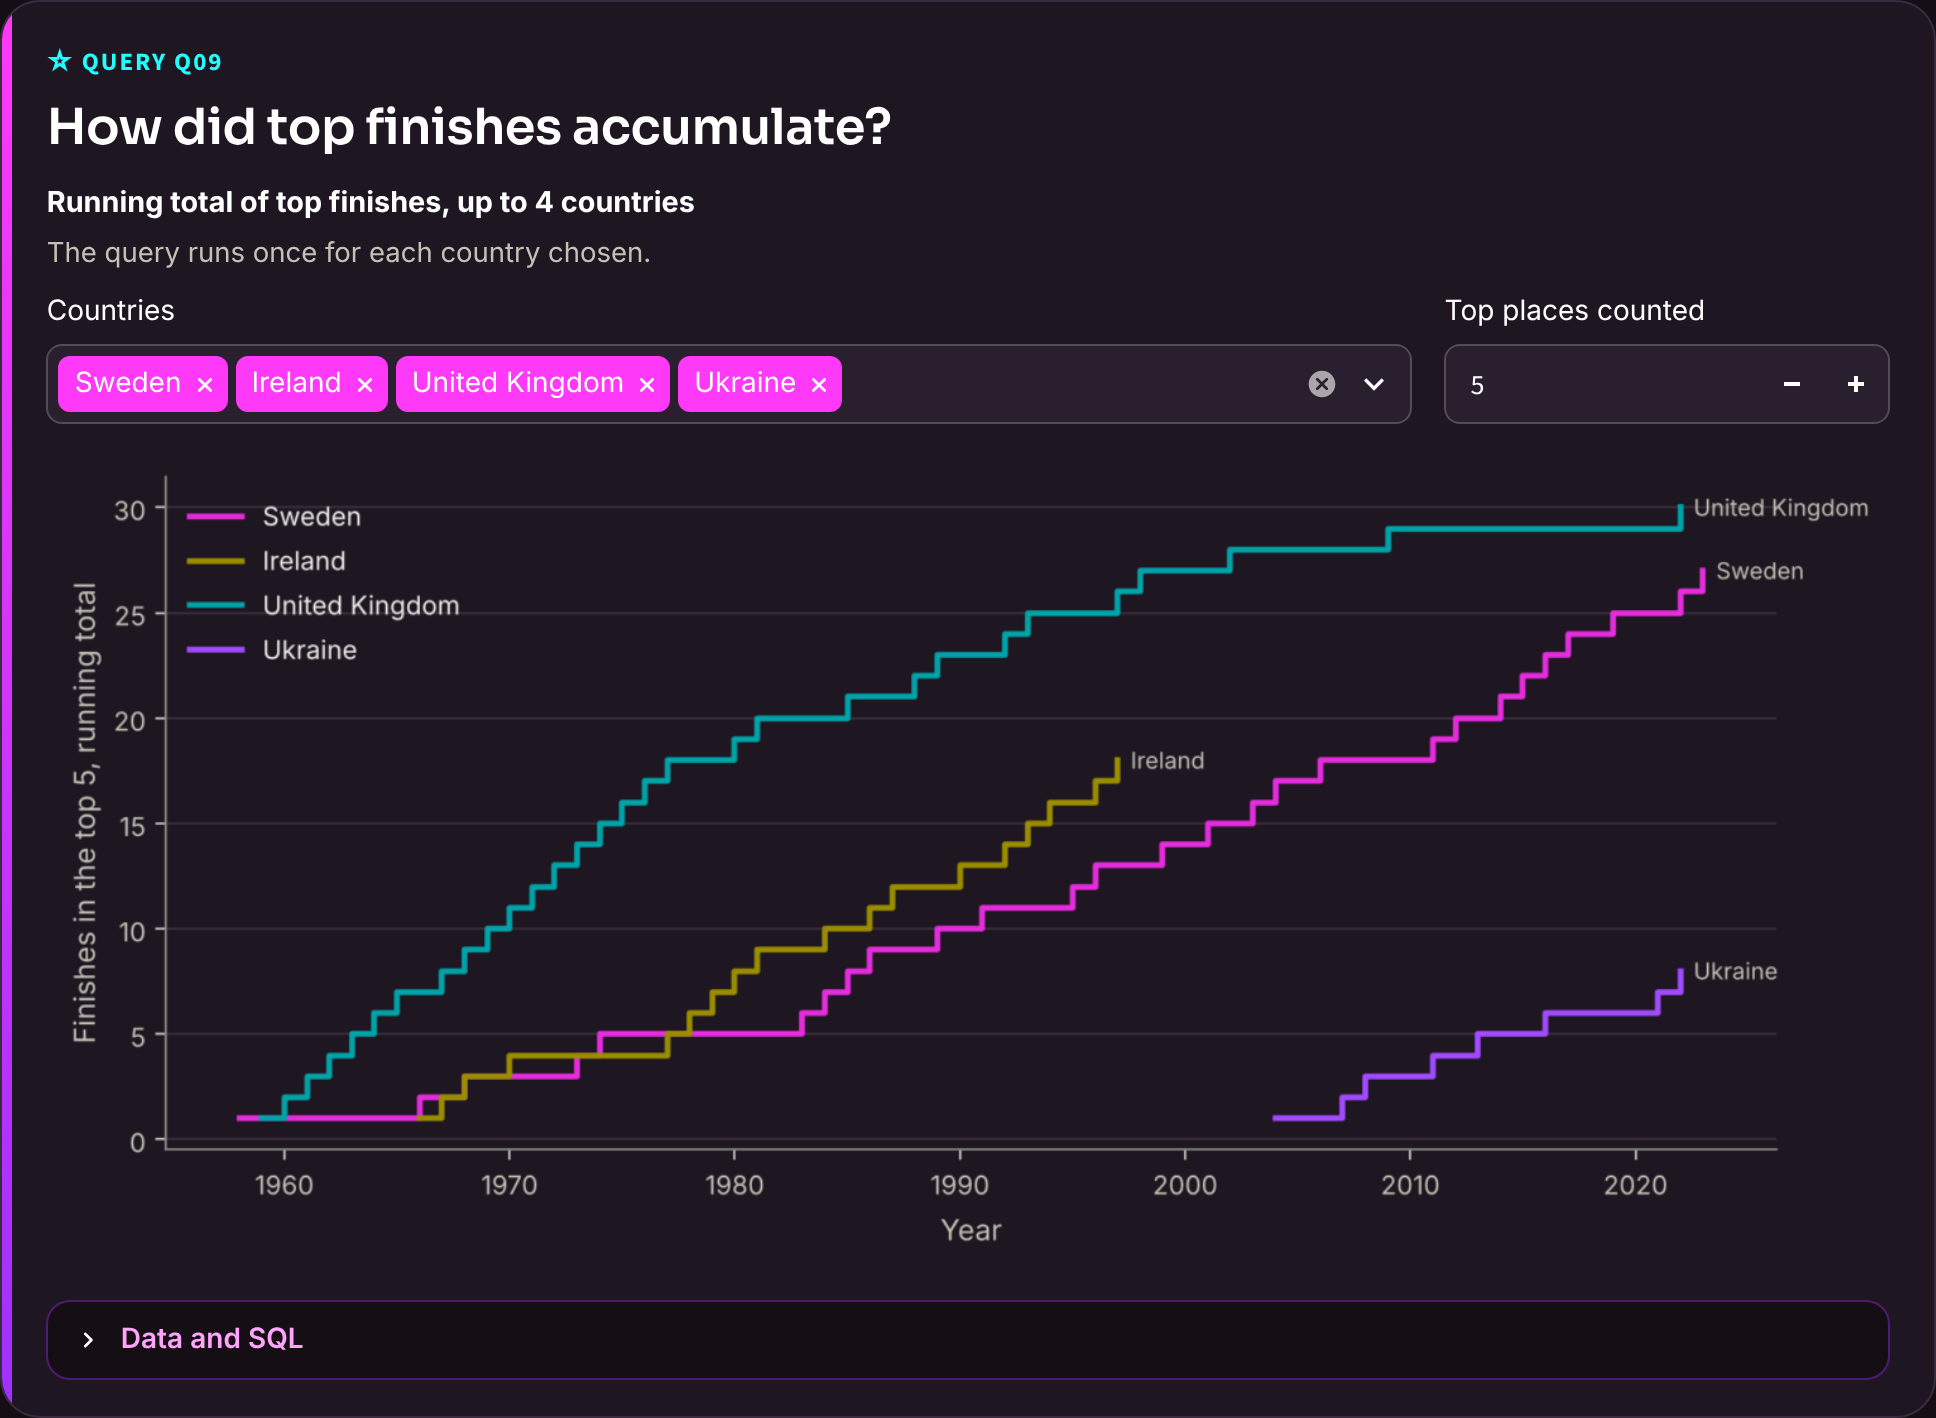 ☆ QUERY Q09
How did top finishes accumulate?
Running total of top finishes, up to 4 countries
The query runs once for each country chosen.
Countries
Top places counted
Sweden × Ireland × United Kingdom × Ukraine ×
5 − +
Finishes in the top 5, running total
30
25
20
15
10
5
0
Sweden
Ireland
United Kingdom
Ukraine
United Kingdom
Sweden
Ireland
Ukraine
1960 1970 1980 1990 2000 2010 2020
Year
Data and SQL